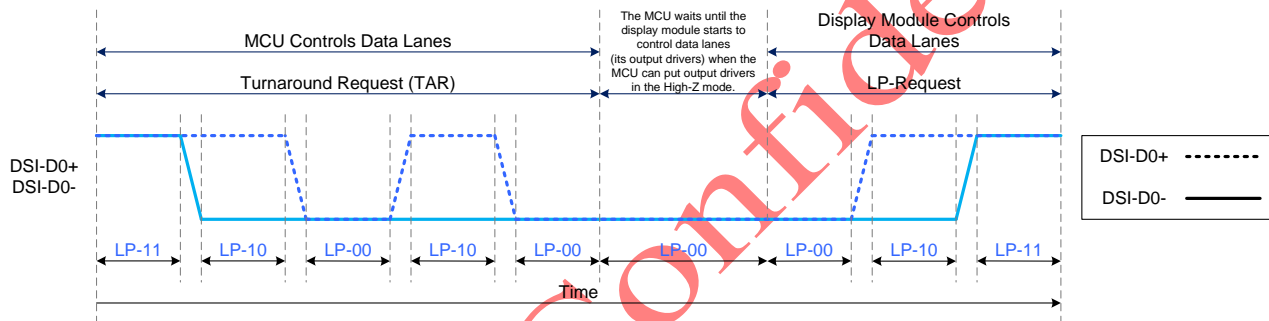 MCU Controls Data Lanes
The MCU waits until the
display module starts to
control data lanes
(its output drivers) when the
MCU can put output drivers
in the High-Z mode.
Display Module Controls
Data Lanes
Turnaround Request (TAR)
LP-Request
DSI-D0+
DSI-D0-
DSI-D0+
DSI-D0-
LP-11
LP-10
LP-00
LP-10
LP-00
LP-00
LP-00
LP-10
LP-11
Time
Confide